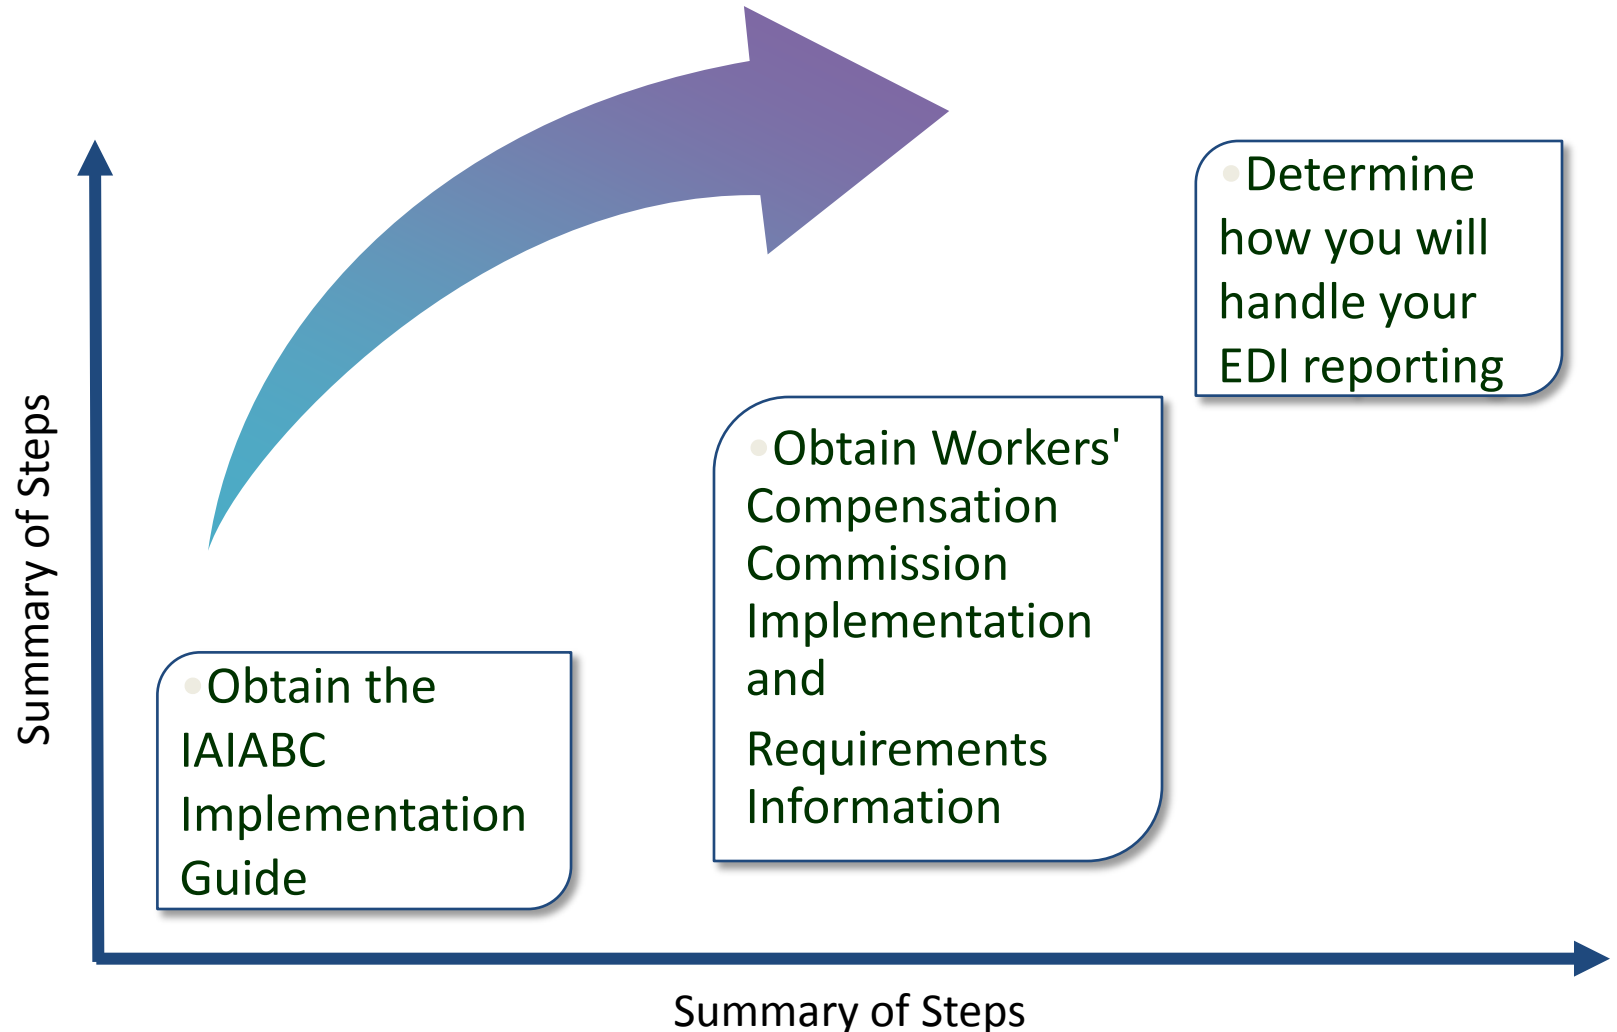 Summary of Steps
•Obtain the
IAIABC
Implementation
Guide
•Obtain Workers'
Compensation
Commission
Implementation
and
Requirements
Information
•Determine
how you will
handle your
EDI reporting
Summary of Steps